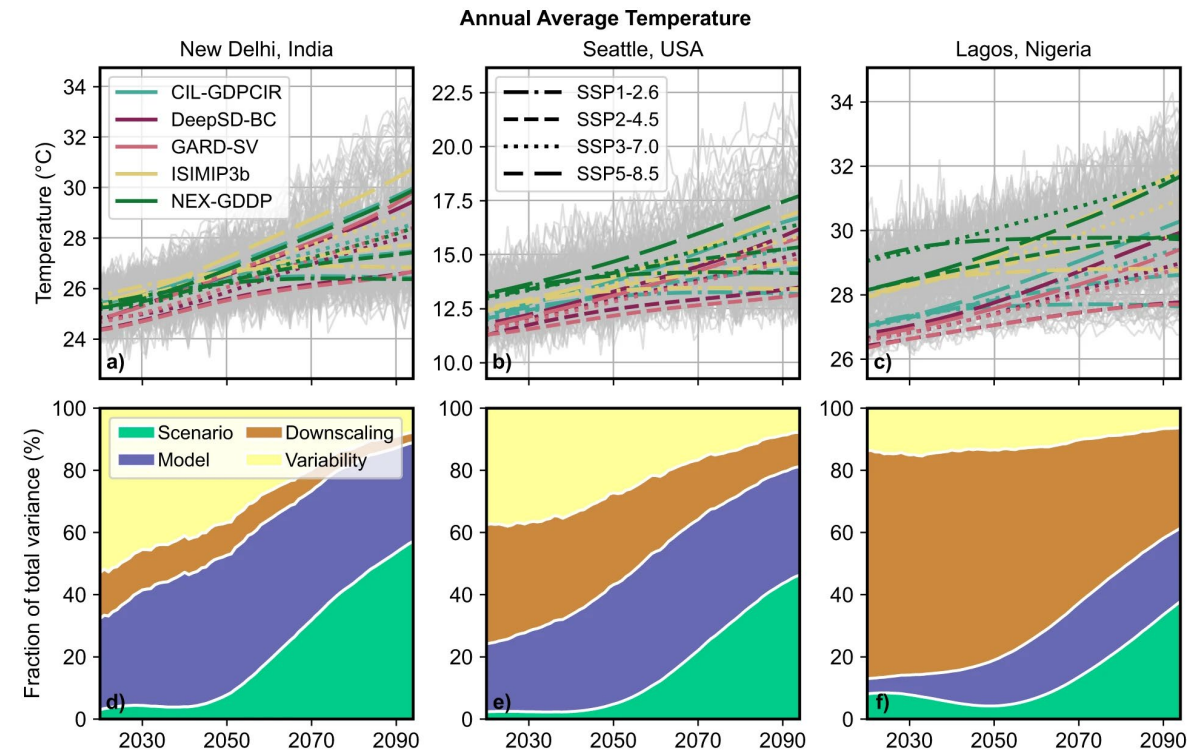 Annual Average Temperature
New Delhi, India
Seattle, USA
Lagos, Nigeria
Temperature (°C)
34
32
30
28
26
24
CIL-GDPCIR
DeepSD-BC
GARD-SV
ISIMIP3b
NEX-GDDP
a)
22.5
20.0
17.5
15.0
12.5
10.0
SSP1-2.6
SSP2-4.5
SSP3-7.0
SSP5-8.5
b)
34
32
30
28
26
c)
Fraction of total variance (%)
100
80
60
40
20
0
Scenario
Downscaling
Model
Variability
d)
2030
2050
2070
2090
100
80
60
40
20
0
e)
2030
2050
2070
2090
100
80
60
40
20
0
f)
2030
2050
2070
2090